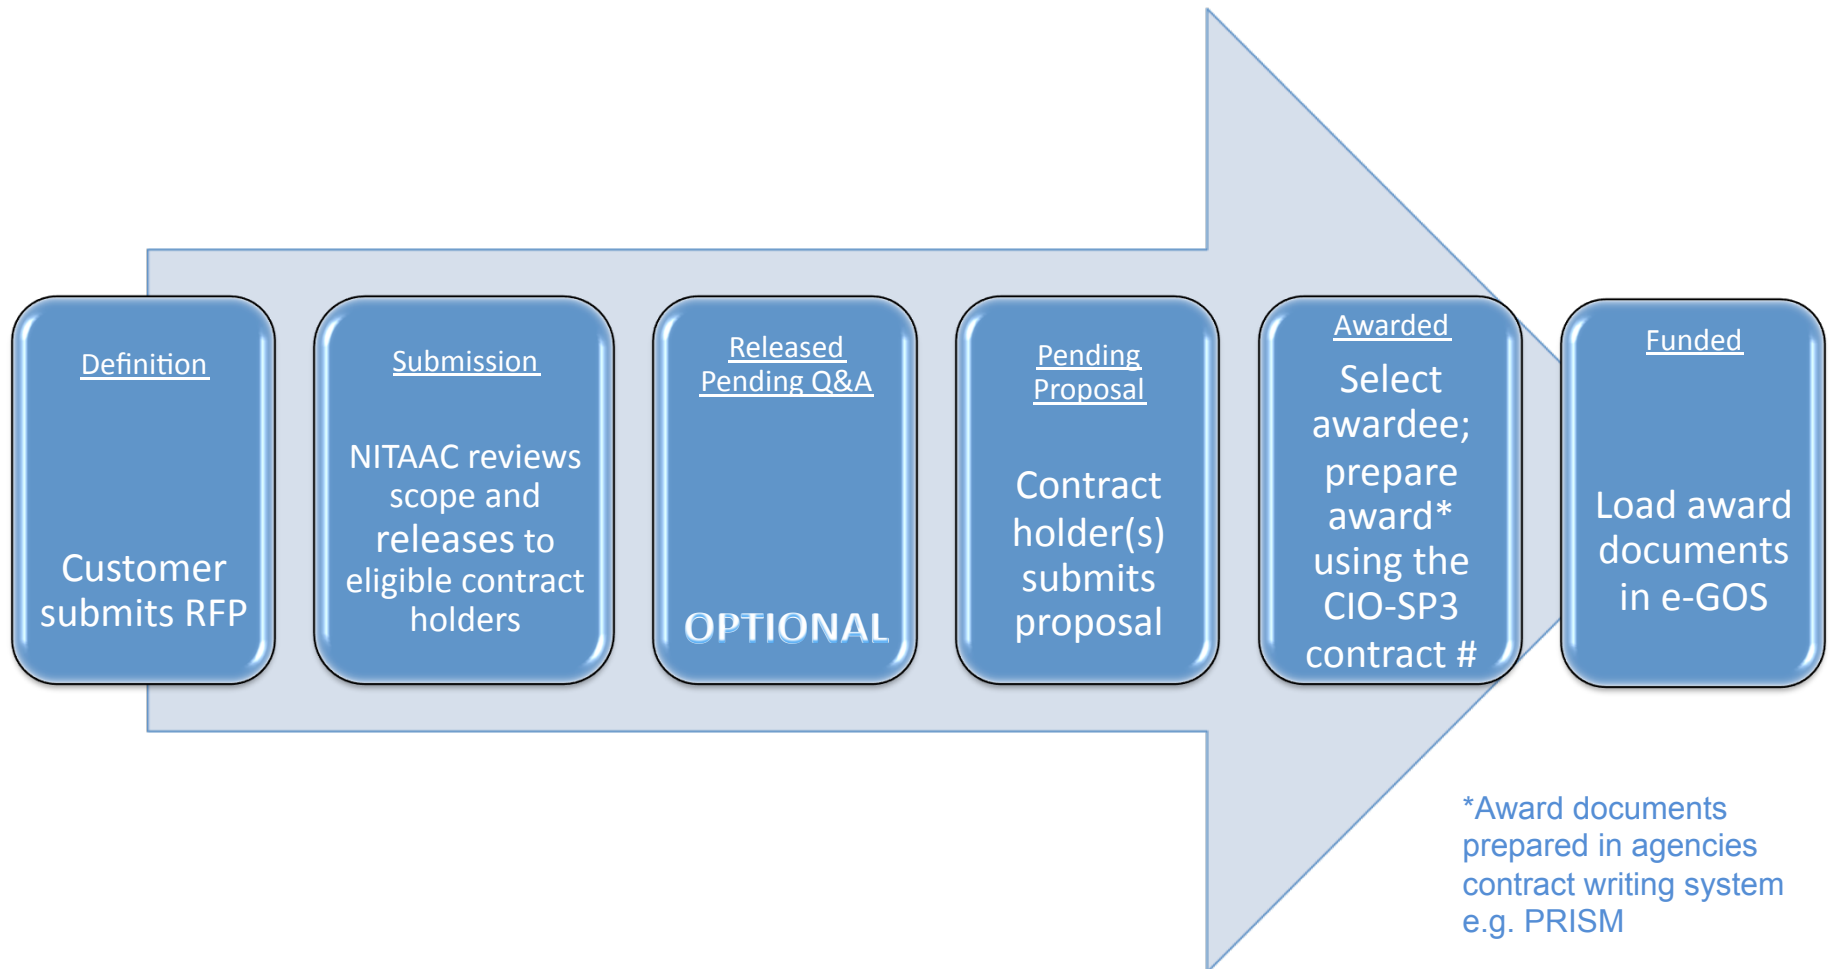 Definition
Customer
submits RFP
Submission
NITAAC reviews
scope and
releases to
eligible contract
holders
Released
Pending Q&A
OPTIONAL
Pending
Proposal
Contract
holder(s)
submits
proposal
Awarded
Select
awardee;
prepare
award*
using the
CIO-SP3
contract #
Funded
Load award
documents
in e-GOS
*Award documents
prepared in agencies
contract writing system
e.g. PRISM